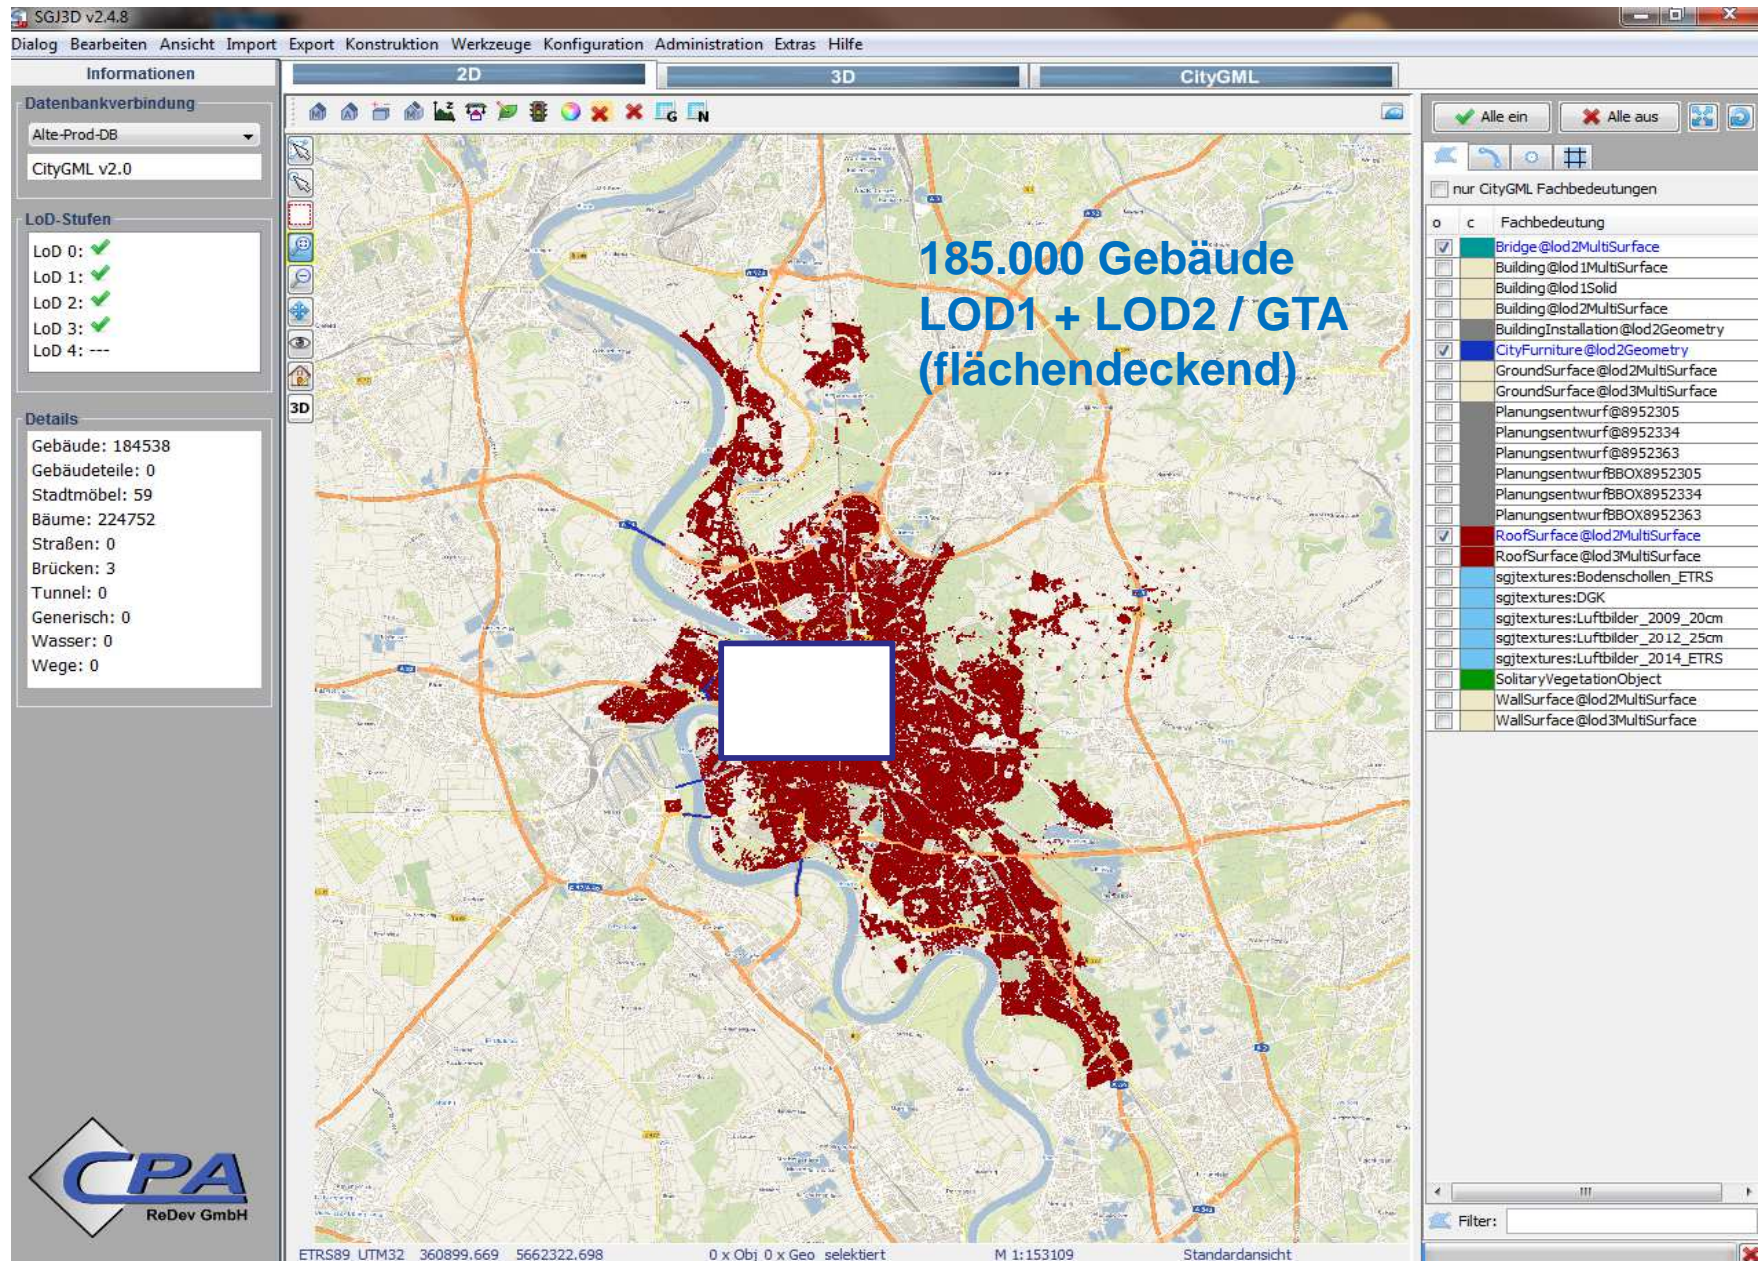 SGJ3D v2.4.8
Dialog Bearbeiten Ansicht Import Export Konstruktion Werkzeuge Konfiguration Administration Extras Hilfe
Informationen
2D
3D
CityGML
Datenbankverbindung
Alte-Prod-DB
CityGML v2.0
LoD-Stufen
LoD 0:
LoD 1:
LoD 2:
LoD 3:
LoD 4: ---
Details
Gebäude: 184538
Gebäudeteile: 0
Stadtmöbel: 59
Bäume: 224752
Straßen: 0
Brücken: 3
Tunnel: 0
Generisch: 0
Wasser: 0
Wege: 0
CPA
ReDev GmbH
3D
185.000 Gebäude
LOD1 + LOD2 / GTA
(flächendeckend)
Alle ein
Alle aus
nur CityGML Fachbedeutungen
o c Fachbedeutung
Bridge@lod2MultiSurface
Building@lod1MultiSurface
Building@lod1Solid
Building@lod2MultiSurface
BuildingInstallation@lod2Geometry
CityFurniture@lod2Geometry
GroundSurface@lod2MultiSurface
GroundSurface@lod3MultiSurface
Planungsentwurf@8952305
Planungsentwurf@8952334
Planungsentwurf@8952363
PlanungsentwurfBBOX8952305
PlanungsentwurfBBOX8952334
PlanungsentwurfBBOX8952363
RoofSurface@lod2MultiSurface
RoofSurface@lod3MultiSurface
sgjtextures:Bodenschollen_ETRS
sgjtextures:DGK
sgjtextures:Luftbilder_2009_20cm
sgjtextures:Luftbilder_2012_25cm
sgjtextures:Luftbilder_2014_ETRS
SolitaryVegetationObject
WallSurface@lod2MultiSurface
WallSurface@lod3MultiSurface
Filter:
ETRS89_UTM32 360899.669 5662322.698 0 x Obj 0 x Geo selektiert M 1:153109 Standardansicht